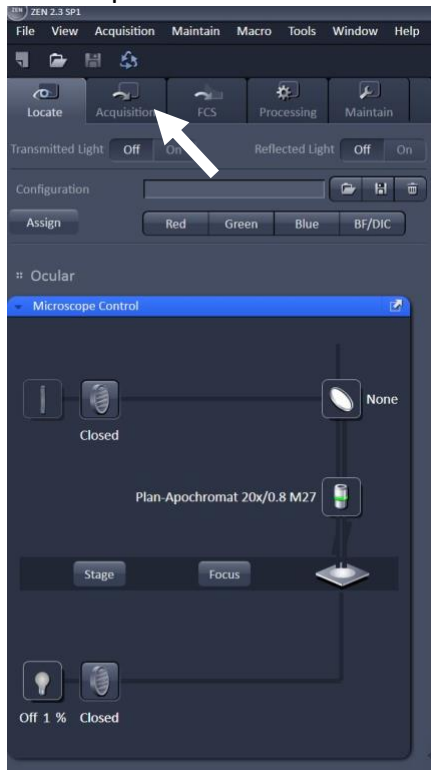 ZEN 2.3 SP1
File View Acquisition Maintain Macro Tools Window Help
Locate Acquisition FCS Processing Maintain
Transmitted Light Off On Reflected Light Off On
Configuration
Assign Red Green Blue BF/DIC
Ocular
Microscope Control
None
Closed
Plan-Apochromat 20x/0.8 M27
Stage Focus
Off 1 % Closed